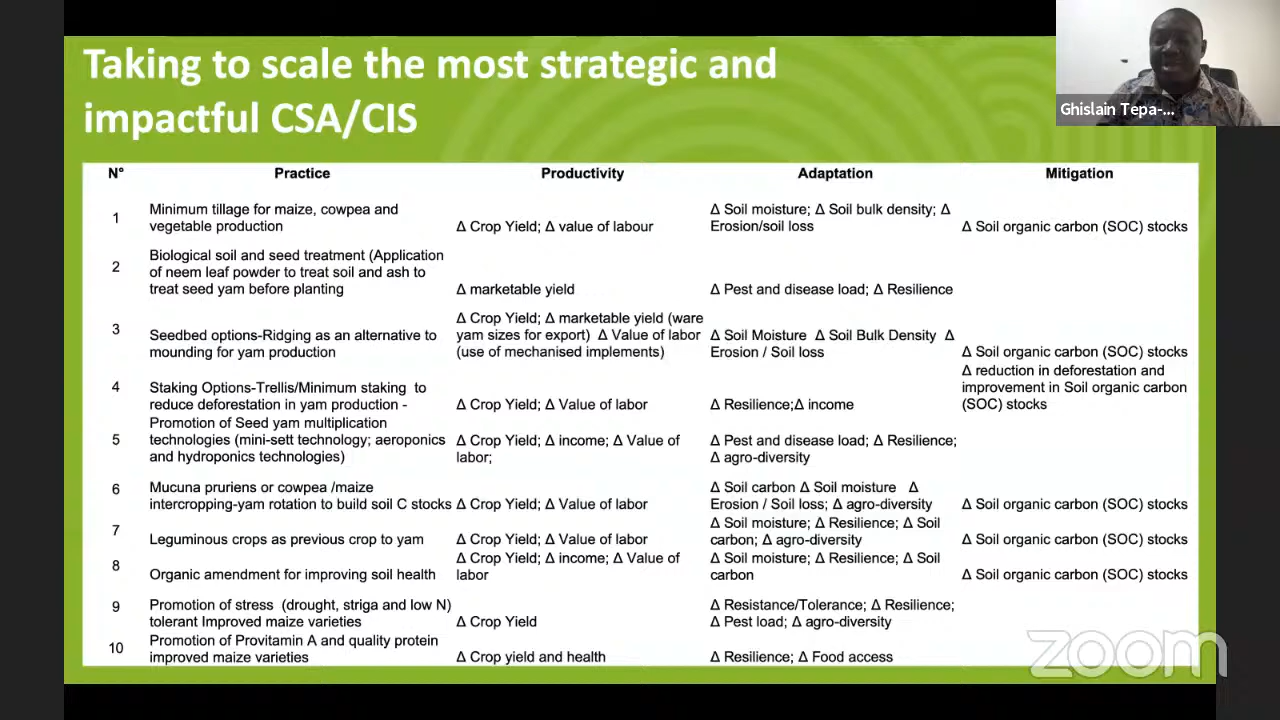 Taking to scale the most strategic and
impactful CSA/CIS
Ghislain Tepa-...
N° Practice Productivity Adaptation Mitigation
1 Minimum tillage for maize, cowpea and
vegetable production
Δ Crop Yield; Δ value of labour
Δ Soil moisture; Δ Soil bulk density; Δ
Erosion/soil loss
Δ Soil organic carbon (SOC) stocks
2 Biological soil and seed treatment (Application
of neem leaf powder to treat soil and ash to
treat seed yam before planting
Δ marketable yield
Δ Pest and disease load; Δ Resilience
3 Seedbed options-Ridging as an alternative to
mounding for yam production
Δ Crop Yield; Δ marketable yield (ware
yam sizes for export) Δ Value of labor
(use of mechanised implements)
Δ Soil Moisture Δ Soil Bulk Density Δ
Erosion / Soil loss
Δ Soil organic carbon (SOC) stocks
4 Staking Options-Trellis/Minimum staking to
reduce deforestation in yam production -
Δ Crop Yield; Δ Value of labor
Δ Resilience;Δ income
Δ reduction in deforestation and
improvement in Soil organic carbon
(SOC) stocks
5 Promotion of Seed yam multiplication
technologies (mini-sett technology; aeroponics
and hydroponics technologies)
Δ Crop Yield; Δ income; Δ Value of
labor;
Δ Pest and disease load; Δ Resilience;
Δ agro-diversity
6 Mucuna pruriens or cowpea /maize
intercropping-yam rotation to build soil C stocks
Δ Crop Yield; Δ Value of labor
Δ Soil carbon Δ Soil moisture Δ
Erosion / Soil loss; Δ agro-diversity
Δ Soil organic carbon (SOC) stocks
7 Leguminous crops as previous crop to yam
Δ Crop Yield; Δ Value of labor
Δ Soil moisture; Δ Resilience; Δ Soil
carbon; Δ agro-diversity
Δ Soil organic carbon (SOC) stocks
8 Organic amendment for improving soil health
Δ Crop Yield; Δ income; Δ Value of
labor
Δ Soil moisture; Δ Resilience; Δ Soil
carbon
Δ Soil organic carbon (SOC) stocks
9 Promotion of stress (drought, striga and low N)
tolerant Improved maize varieties
Δ Crop Yield
Δ Resistance/Tolerance; Δ Resilience;
Δ Pest load; Δ agro-diversity
10 Promotion of Provitamin A and quality protein
improved maize varieties
Δ Crop yield and health
Δ Resilience; Δ Food access
zoom